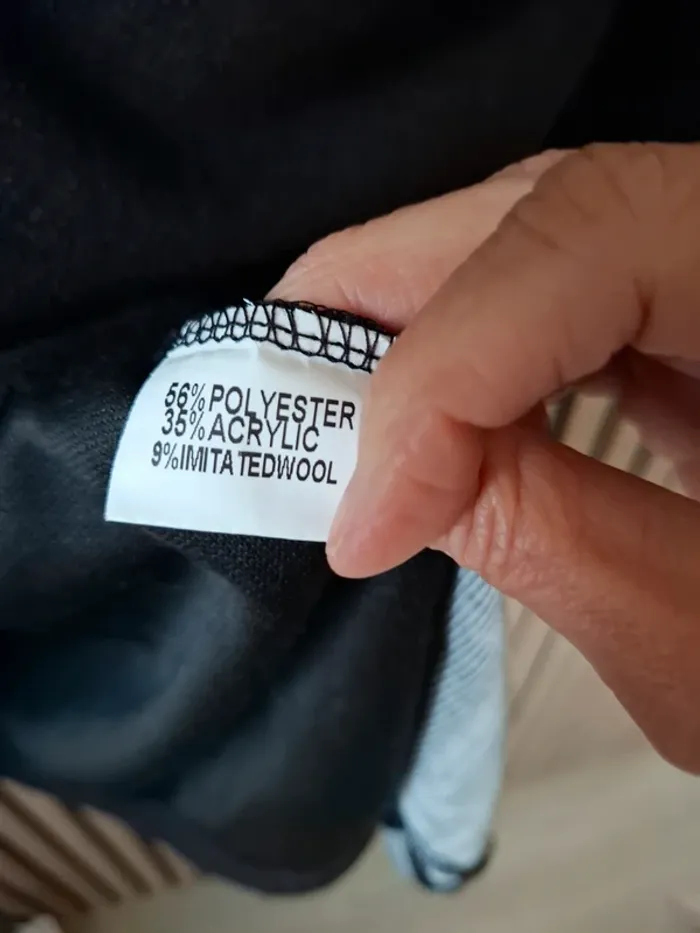 56% POLYESTER
35% ACRYLIC
9%IMITATEDWOOL